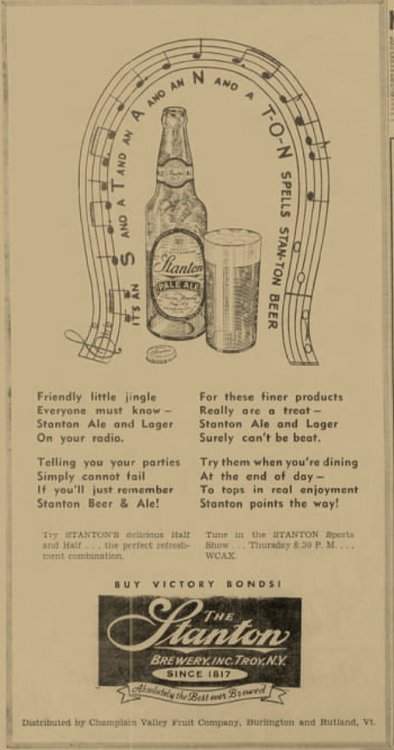 IT'S AN S AND A T AND AN A AND AN N AND A T-O-N SPELLS STAN-TON BEER
Stanton
PALE ALE
Friendly little jingle
Everyone must know—
Stanton Ale and Lager
On your radio.
Telling you your parties
Simply cannot fail
If you'll just remember
Stanton Beer & Ale!
For these finer products
Really are a treat—
Stanton Ale and Lager
Surely can't be beat.
Try them when you're dining
At the end of day—
To tops in real enjoyment
Stanton points the way!
Try STANTON'S delicious Half
and Half . . . the perfect refresh-
ment combination.
Tune in the STANTON Sports
Show . . . Thursday 8:30 P. M. . . .
WCAX.
BUY VICTORY BONDS!
THE
Stanton
BREWERY, INC. TROY, N.Y.
SINCE 1817
Absolutely the Best ever Brewed
Distributed by Champlain Valley Fruit Company, Burlington and Rutland, Vt.